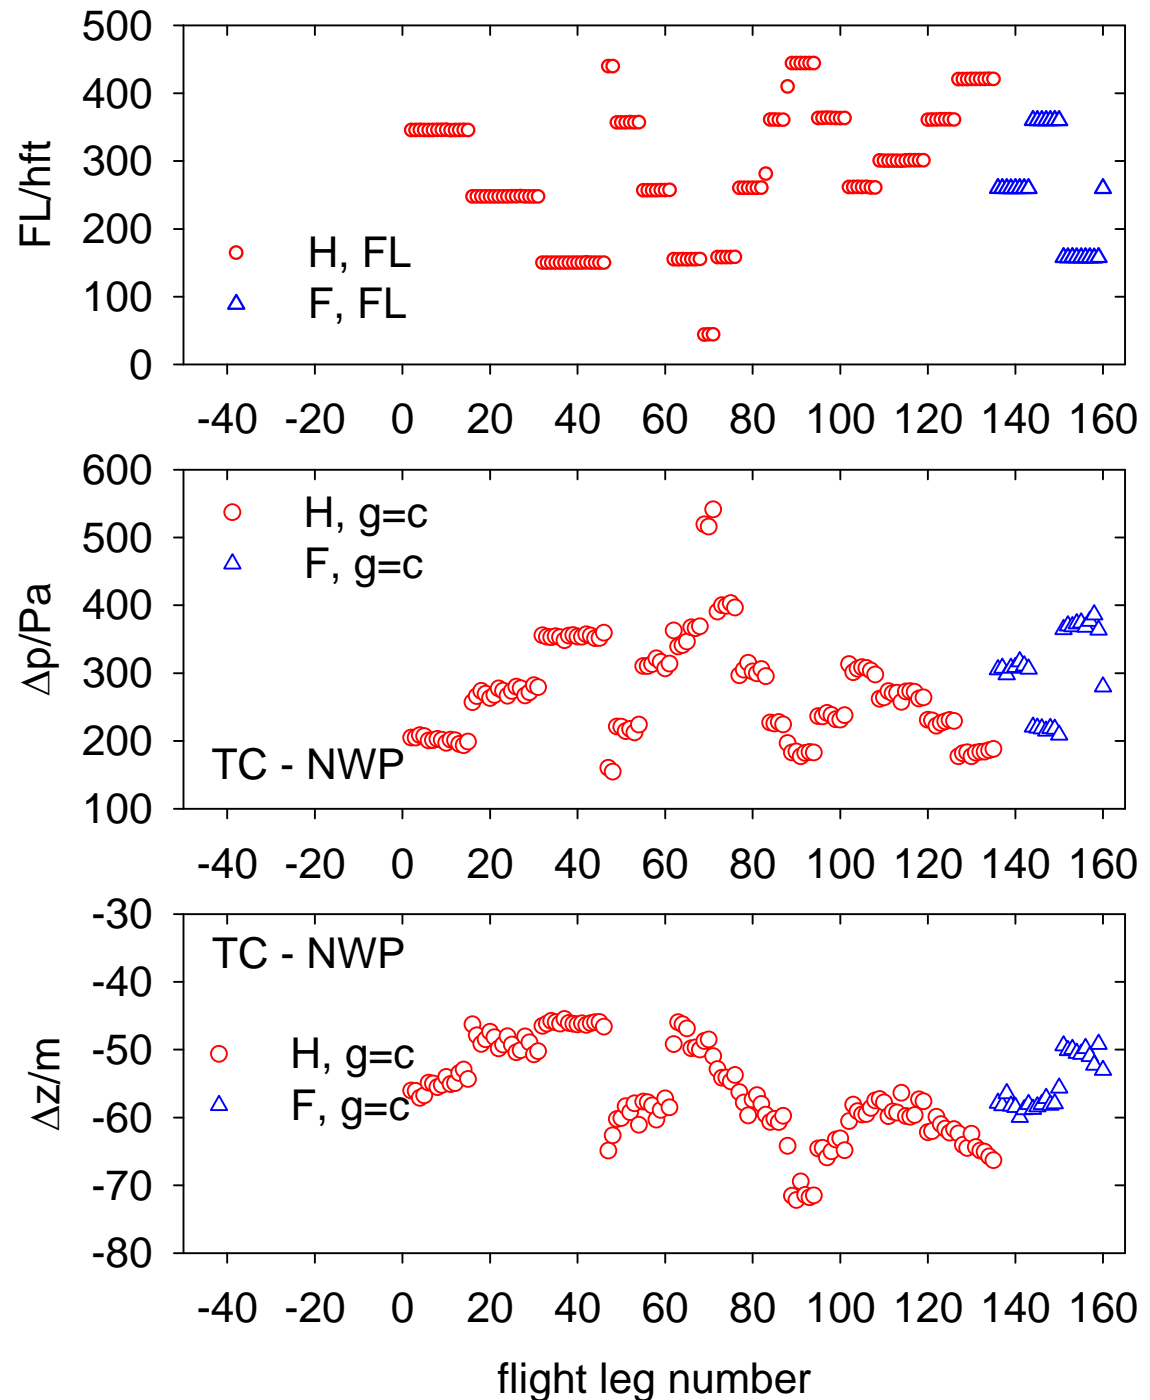 500
400
300
200
100
0
FL/hft
H, FL
F, FL
-40 -20 0 20 40 60 80 100 120 140 160
600
500
400
300
200
100
Δp/Pa
H, g=c
F, g=c
TC - NWP
-40 -20 0 20 40 60 80 100 120 140 160
-30
-40
-50
-60
-70
-80
Δz/m
TC - NWP
H, g=c
F, g=c
-40 -20 0 20 40 60 80 100 120 140 160
flight leg number